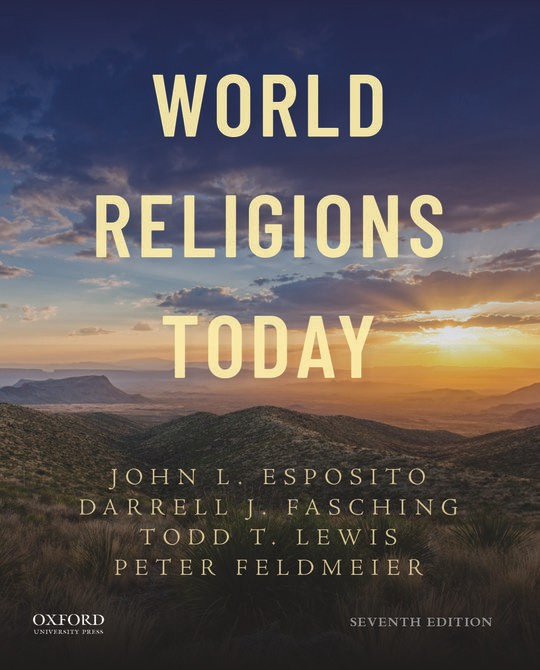 WORLD
RELIGIONS
TODAY
JOHN L. ESPOSITO
DARRELL J. FASCHING
TODD T. LEWIS
PETER FELDMEIER
OXFORD
UNIVERSITY PRESS
SEVENTH EDITION